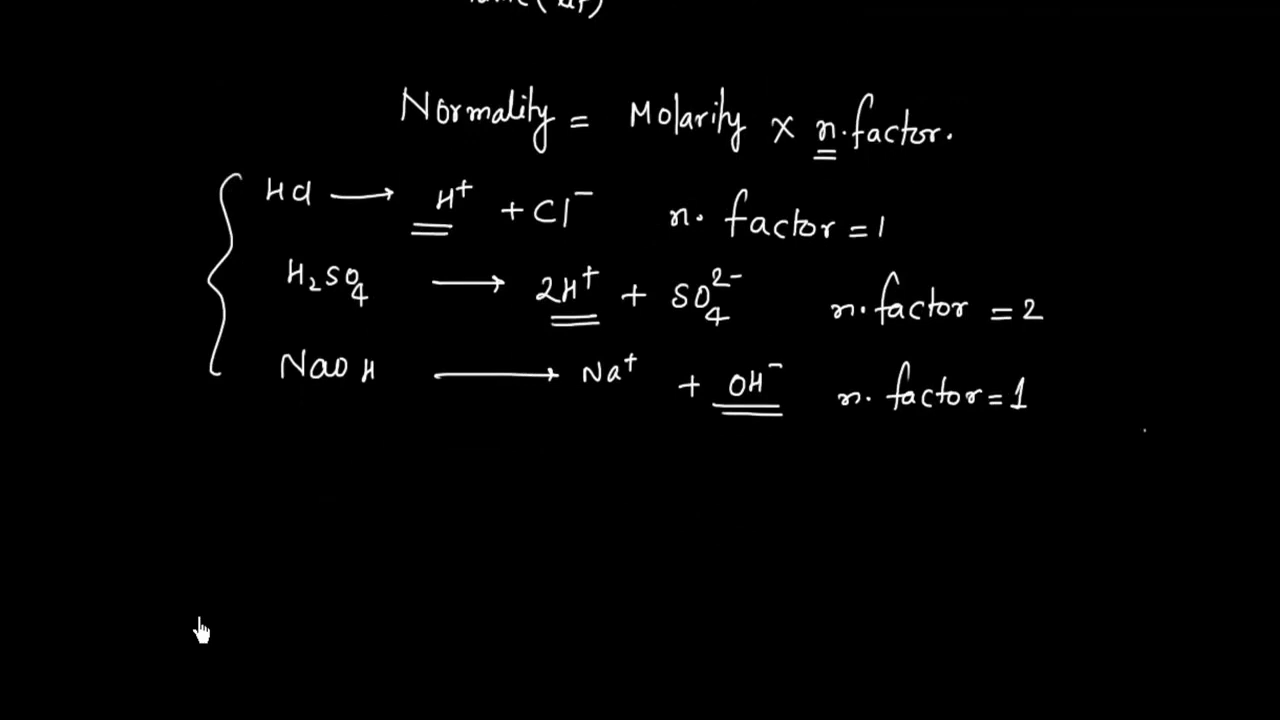 Normality = Molarity × n.factor.
HCl → H⁺ + Cl⁻ n. factor = 1
H₂SO₄ → 2H⁺ + SO₄²⁻ n.factor = 2
NaOH → Na⁺ + OH⁻ n. factor = 1